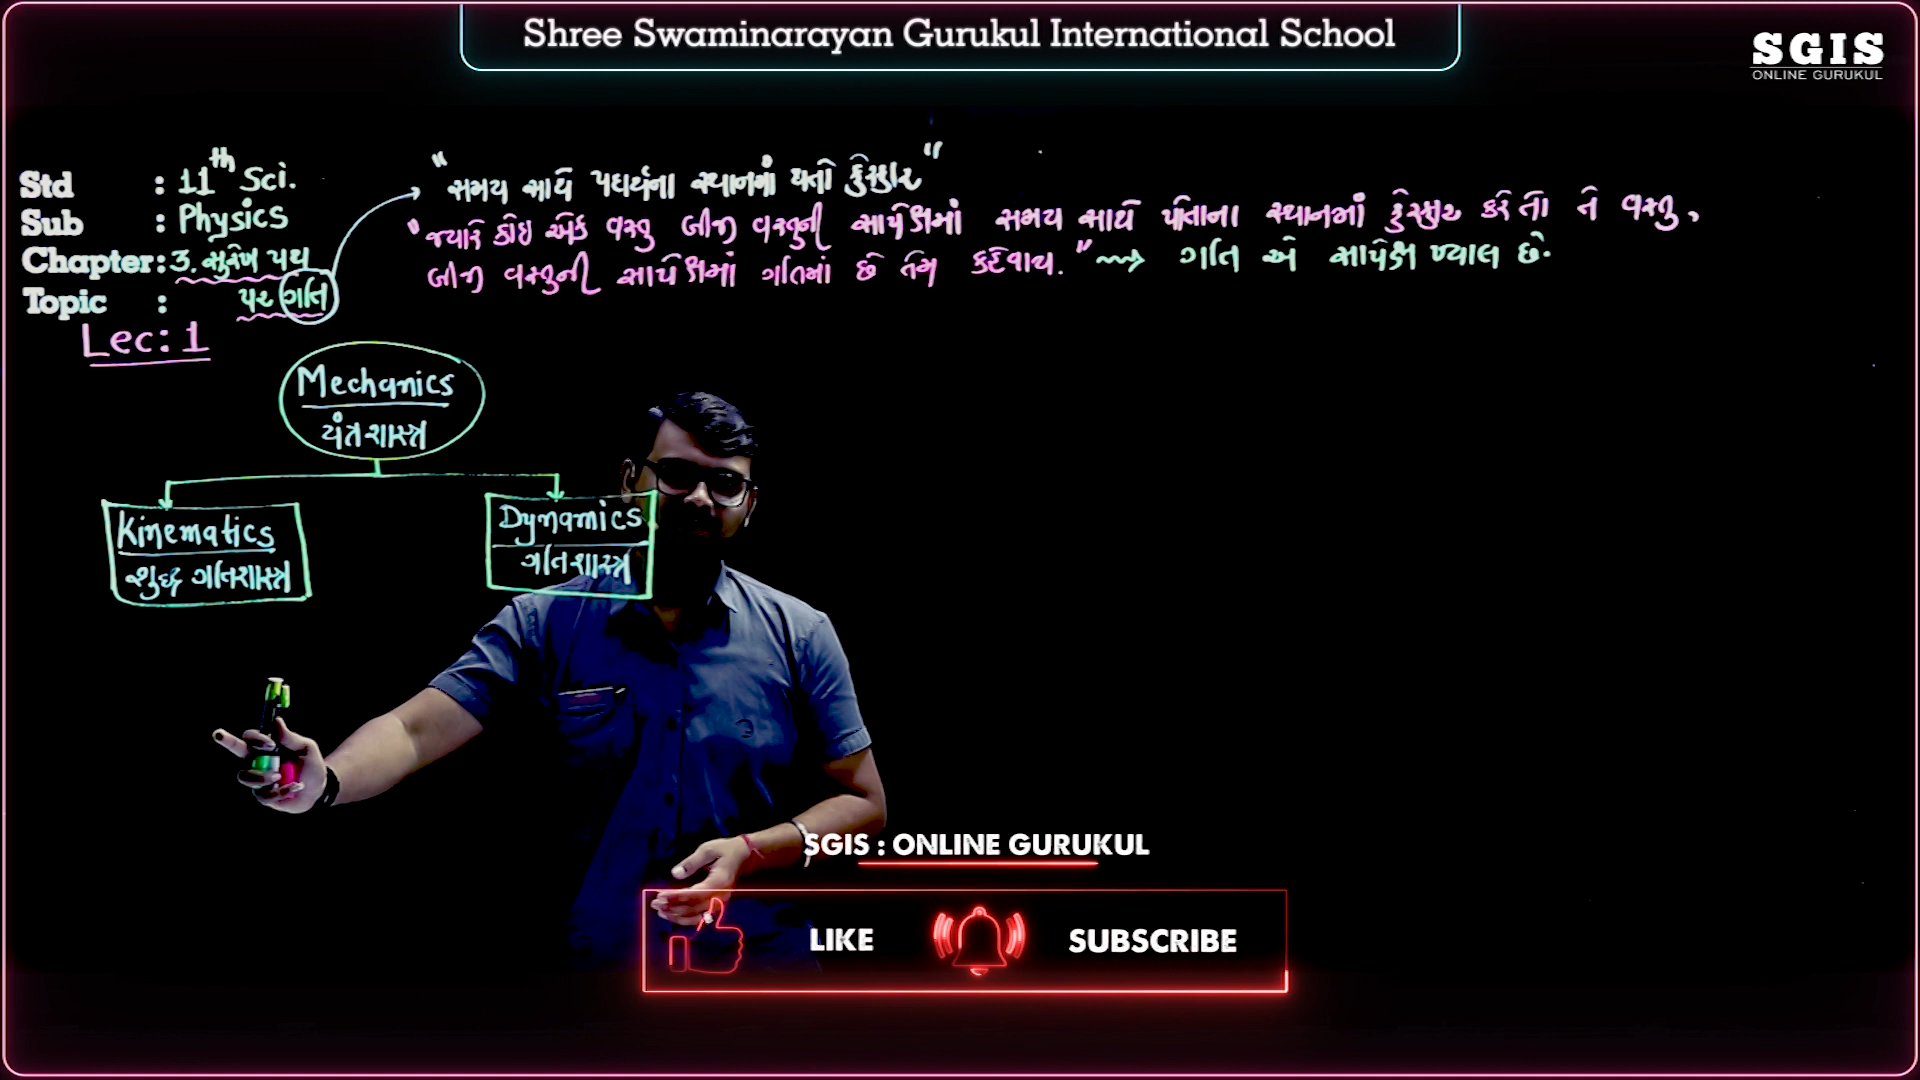 Shree Swaminarayan Gurukul International School
SGIS
ONLINE GURUKUL
Std : 11th Sci.
Sub : Physics
Chapter: 3. સુરેખ પથ
Topic : પર ગતિ
Lec: 1
"સમય સાથે પદાર્થના સ્થાનમાં થતો ફેરફાર"
"જ્યારે કોઇ એક વસ્તુ બીજી વસ્તુની સાપેક્ષમાં સમય સાથે પોતાના સ્થાનમાં ફેરફાર કરે તો તે વસ્તુ,
બીજી વસ્તુની સાપેક્ષમાં ગતિમાં છે તેમ કહેવાય." ગતિ એ સાપેક્ષ ખ્યાલ છે.
Mechanics
યંત્રશાસ્ત્ર
Kinematics
શુદ્ધ ગતિશાસ્ત્ર
Dynamics
ગતિશાસ્ત્ર
SGIS : ONLINE GURUKUL
LIKE
SUBSCRIBE